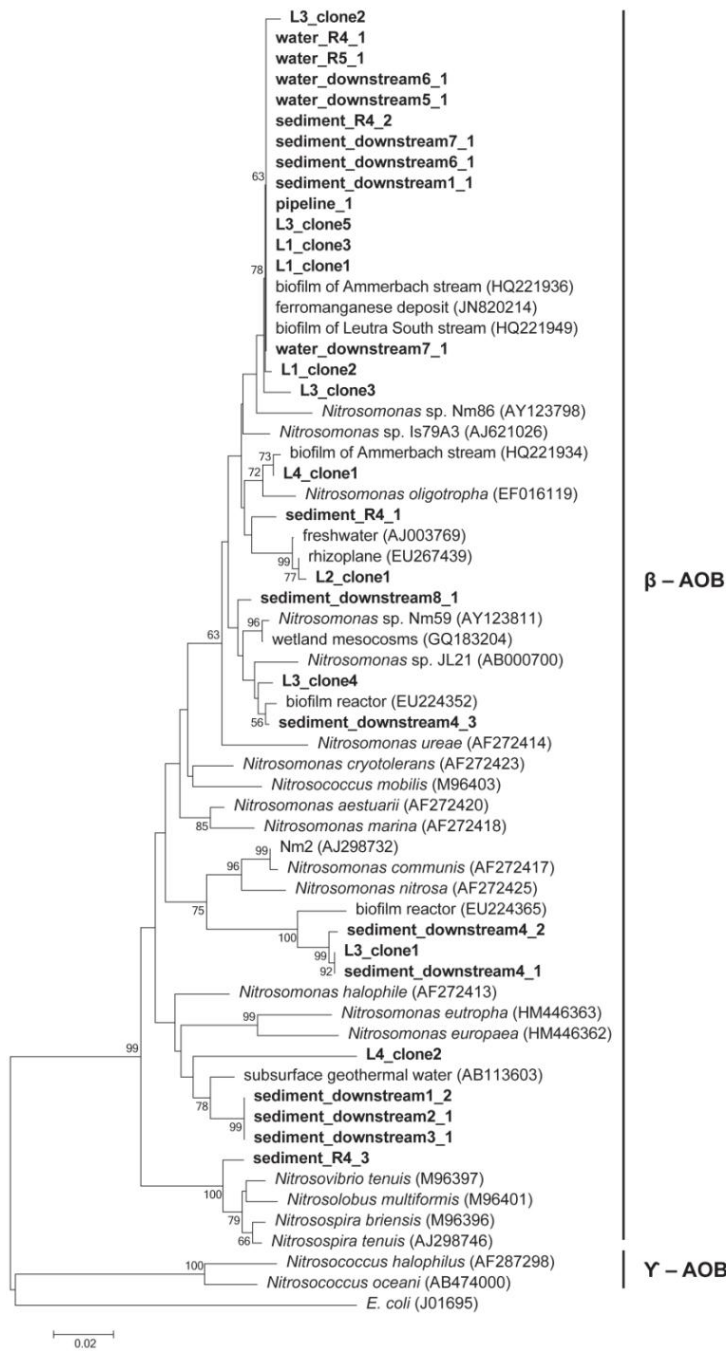 L3_clone2
water_R4_1
water_R5_1
water_downstream6_1
water_downstream5_1
sediment_R4_2
sediment_downstream7_1
sediment_downstream6_1
sediment_downstream1_1
63
pipeline_1
L3_clone5
L1_clone3
L1_clone1
78
biofilm of Ammerbach stream (HQ221936)
ferromanganese deposit (JN820214)
biofilm of Leutra South stream (HQ221949)
water_downstream7_1
L1_clone2
L3_clone3
Nitrosomonas sp. Nm86 (AY123798)
Nitrosomonas sp. Is79A3 (AJ621026)
73 biofilm of Ammerbach stream (HQ221934)
72 L4_clone1
Nitrosomonas oligotropha (EF016119)
sediment_R4_1
freshwater (AJ003769)
99 rhizoplane (EU267439)
77 L2_clone1
β – AOB
sediment_downstream8_1
96 Nitrosomonas sp. Nm59 (AY123811)
63 wetland mesocosms (GQ183204)
Nitrosomonas sp. JL21 (AB000700)
L3_clone4
biofilm reactor (EU224352)
56 sediment_downstream4_3
Nitrosomonas ureae (AF272414)
Nitrosomonas cryotolerans (AF272423)
Nitrosococcus mobilis (M96403)
Nitrosomonas aestuarii (AF272420)
85 Nitrosomonas marina (AF272418)
99 Nm2 (AJ298732)
96 Nitrosomonas communis (AF272417)
Nitrosomonas nitrosa (AF272425)
75 biofilm reactor (EU224365)
100 sediment_downstream4_2
99 L3_clone1
92 sediment_downstream4_1
Nitrosomonas halophile (AF272413)
99 Nitrosomonas eutropha (HM446363)
Nitrosomonas europaea (HM446362)
99 L4_clone2
subsurface geothermal water (AB113603)
78 sediment_downstream1_2
sediment_downstream2_1
99 sediment_downstream3_1
sediment_R4_3
100 Nitrosovibrio tenuis (M96397)
Nitrosolobus multiformis (M96401)
79 Nitrosospira briensis (M96396)
66 Nitrosospira tenuis (AJ298746)
100 Nitrosococcus halophilus (AF287298)
Nitrosococcus oceani (AB474000)
ϒ – AOB
E. coli (J01695)
0.02